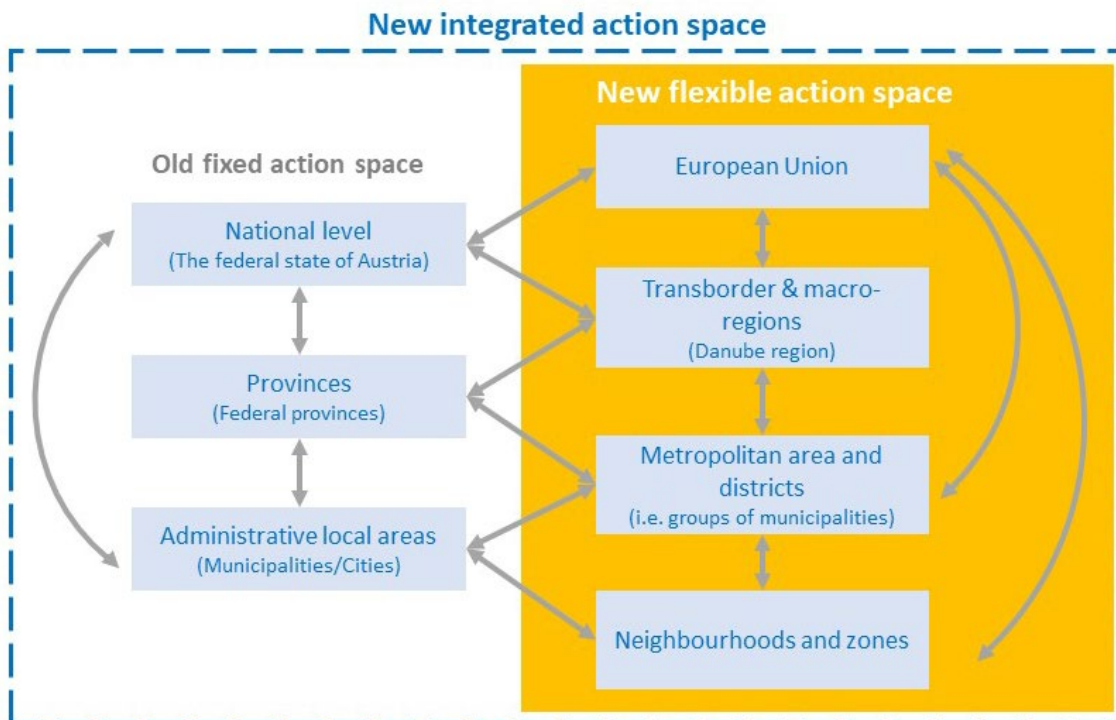 New integrated action space
Old fixed action space
National level
(The federal state of Austria)
Provinces
(Federal provinces)
Administrative local areas
(Municipalities/Cities)
New flexible action space
European Union
Transborder & macro-
regions
(Danube region)
Metropolitan area and
districts
(i.e. groups of municipalities)
Neighbourhoods and zones